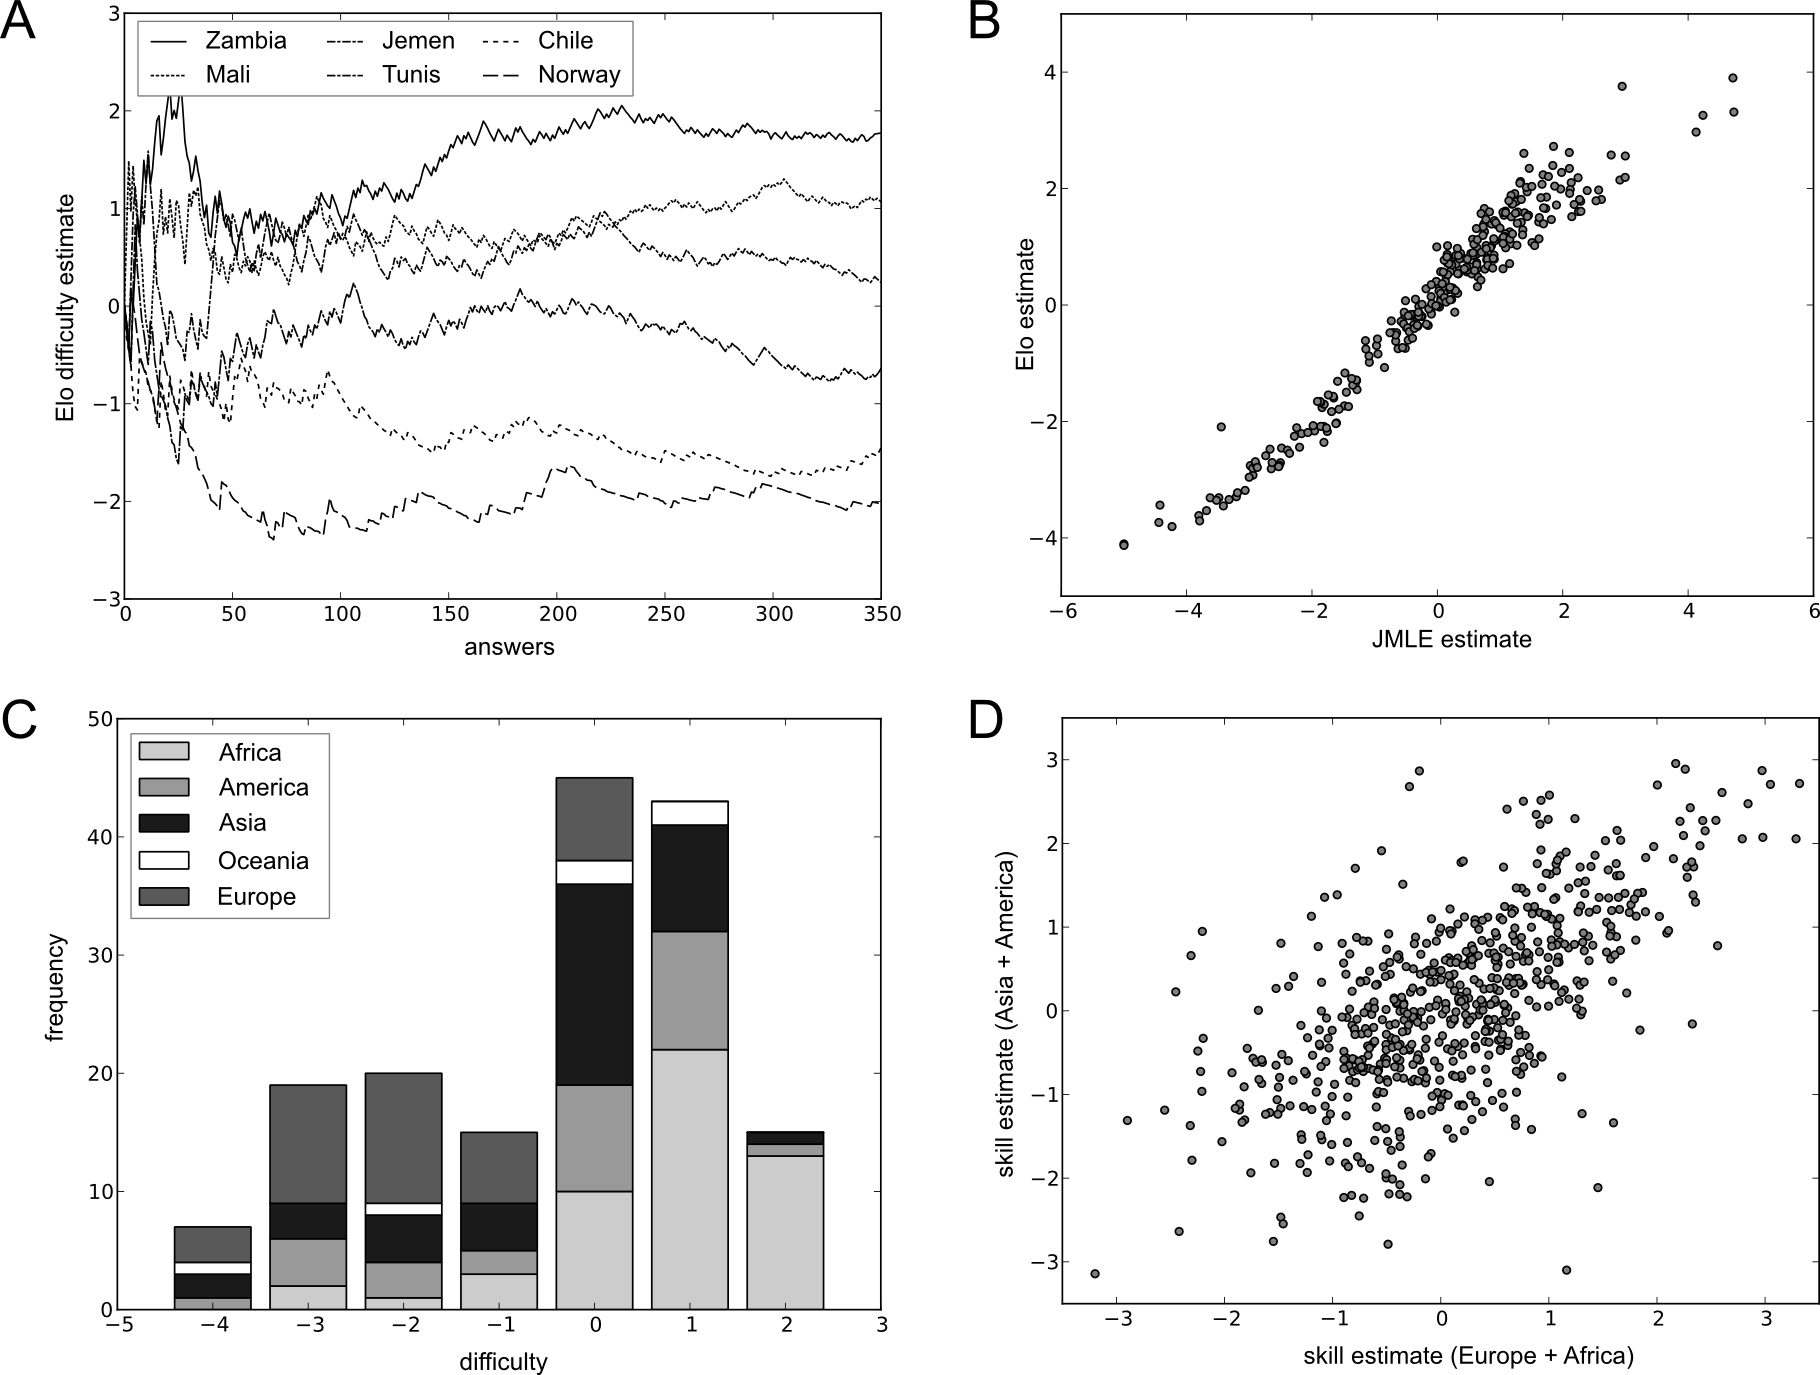 A
Elo difficulty estimate
3
2
1
0
−1
−2
−3
Zambia Jemen Chile
Mali Tunis Norway
0 50 100 150 200 250 300 350
answers
B
Elo estimate
4
2
0
−2
−4
−6 −4 −2 0 2 4 6
JMLE estimate
C
frequency
50
40
30
20
10
0
Africa
America
Asia
Oceania
Europe
−5 −4 −3 −2 −1 0 1 2 3
difficulty
D
skill estimate (Asia + America)
3
2
1
0
−1
−2
−3
−3 −2 −1 0 1 2 3
skill estimate (Europe + Africa)